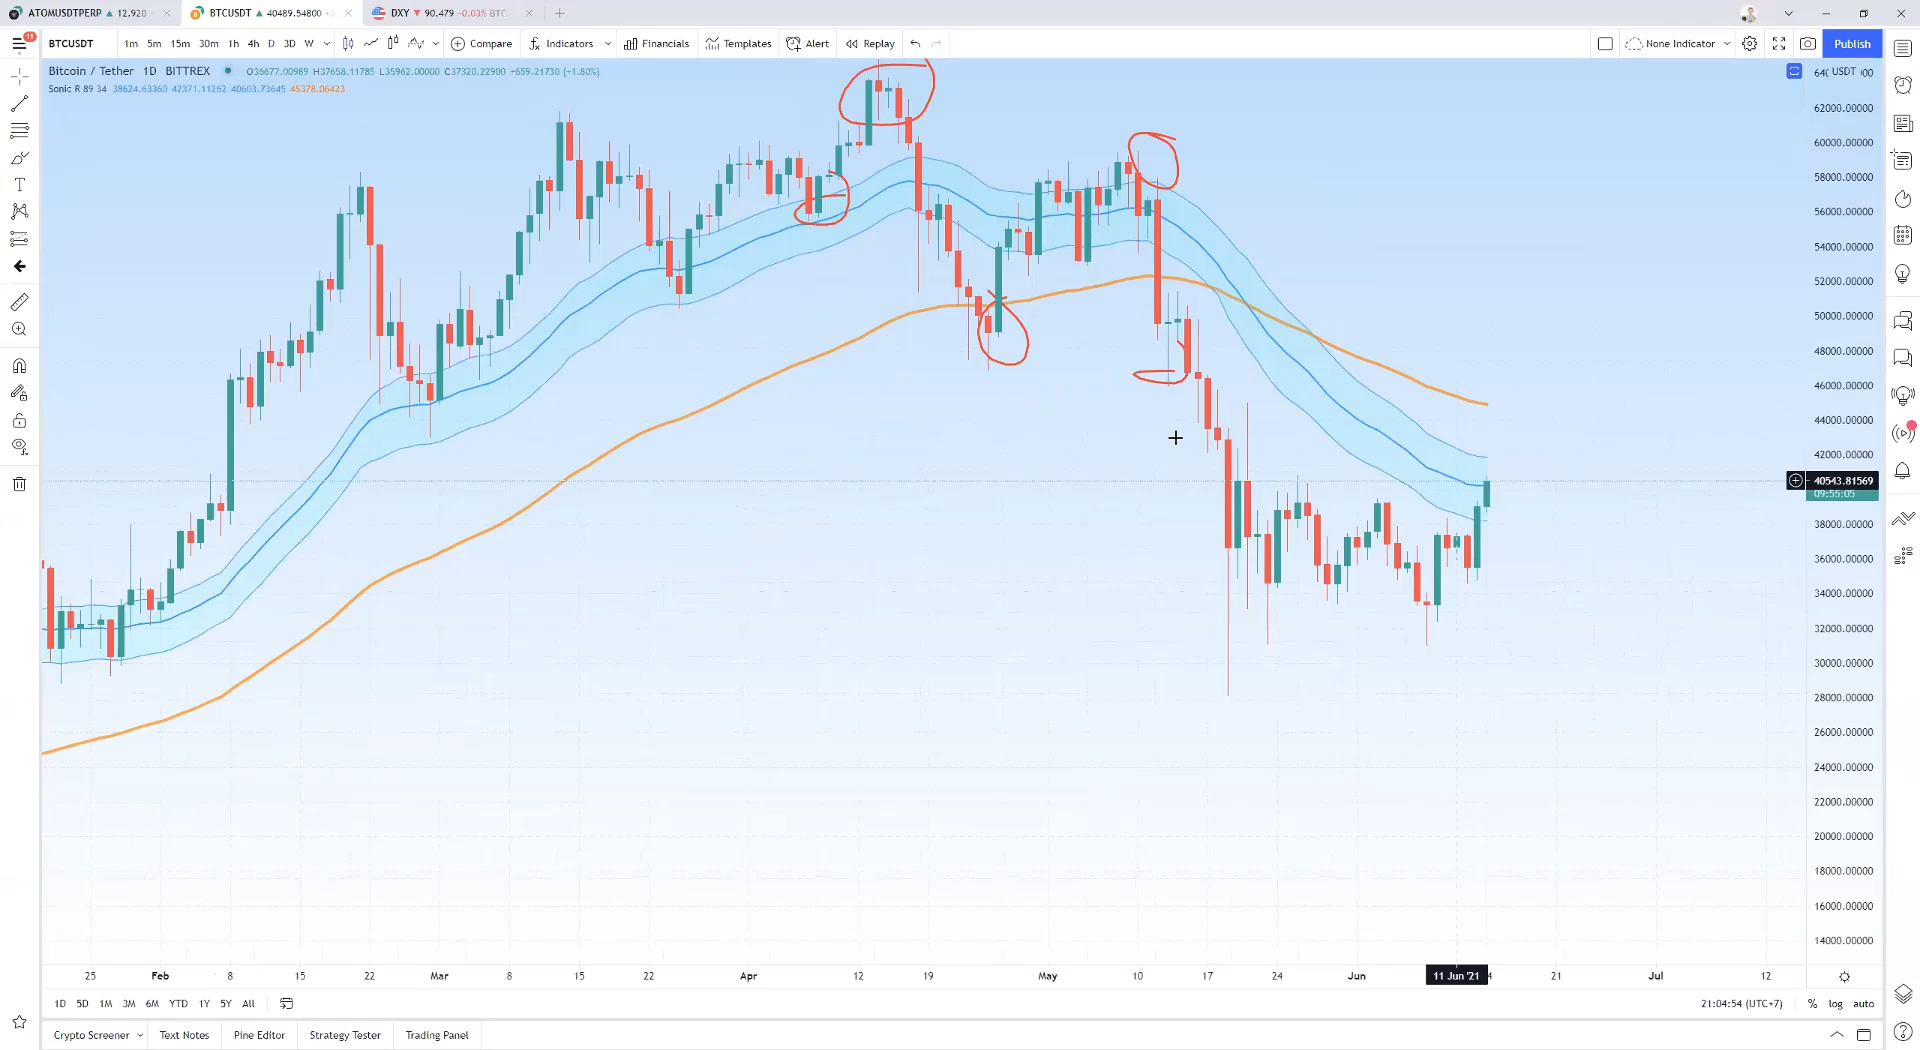 ATOMUSDTPERP ▲ 12.920
BTCUSDT ▲ 40489.54800
DXY ▼ 90.479 −0.03% BTC
11
BTCUSDT 1m 5m 15m 30m 1h 4h D 3D W Compare Indicators Financials Templates Alert Replay None Indicator Publish
Bitcoin / Tether 1D BITTREX O36677.00989 H37658.11785 L35962.00000 C37320.22900 +659.21730 (+1.80%)
Sonic R 89 34 38624.63360 42371.11262 40603.73645 45378.06423
USDT
62000.00000
60000.00000
58000.00000
56000.00000
54000.00000
52000.00000
50000.00000
48000.00000
46000.00000
44000.00000
42000.00000
40543.81569
09:55:05
38000.00000
36000.00000
34000.00000
32000.00000
30000.00000
28000.00000
26000.00000
24000.00000
22000.00000
20000.00000
18000.00000
16000.00000
14000.00000
25 Feb 8 15 22 Mar 8 15 22 Apr 12 19 May 10 17 24 Jun 11 Jun '21 21 Jul 12
1D 5D 1M 3M 6M YTD 1Y 5Y All 21:04:54 (UTC+7) % log auto
Crypto Screener Text Notes Pine Editor Strategy Tester Trading Panel